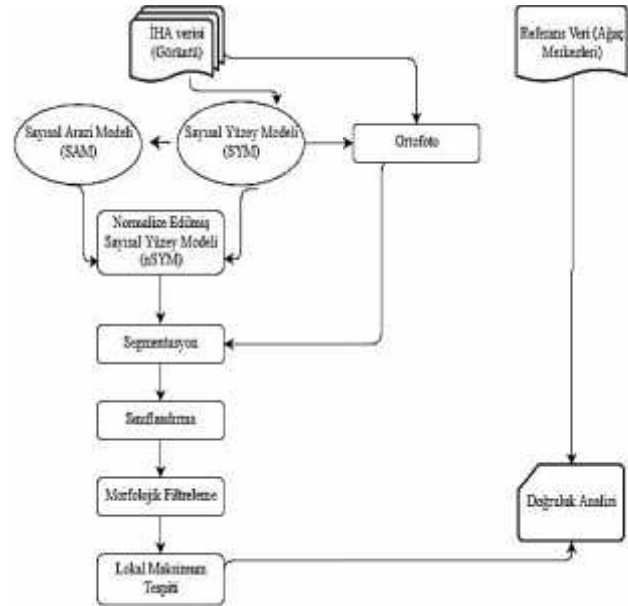 İHA verisi
(Görüntü)
Referans Veri (Ağaç
Merkezleri)
Sayısal Arazi Modeli
(SAM)
Sayısal Yüzey Modeli
(SYM)
Ortofoto
Normalize Edilmiş
Sayısal Yüzey Modeli
(nSYM)
Segmentasyon
Sınıflandırma
Morfolojik Filtreleme
Doğruluk Analizi
Lokal Maksimum
Tespiti